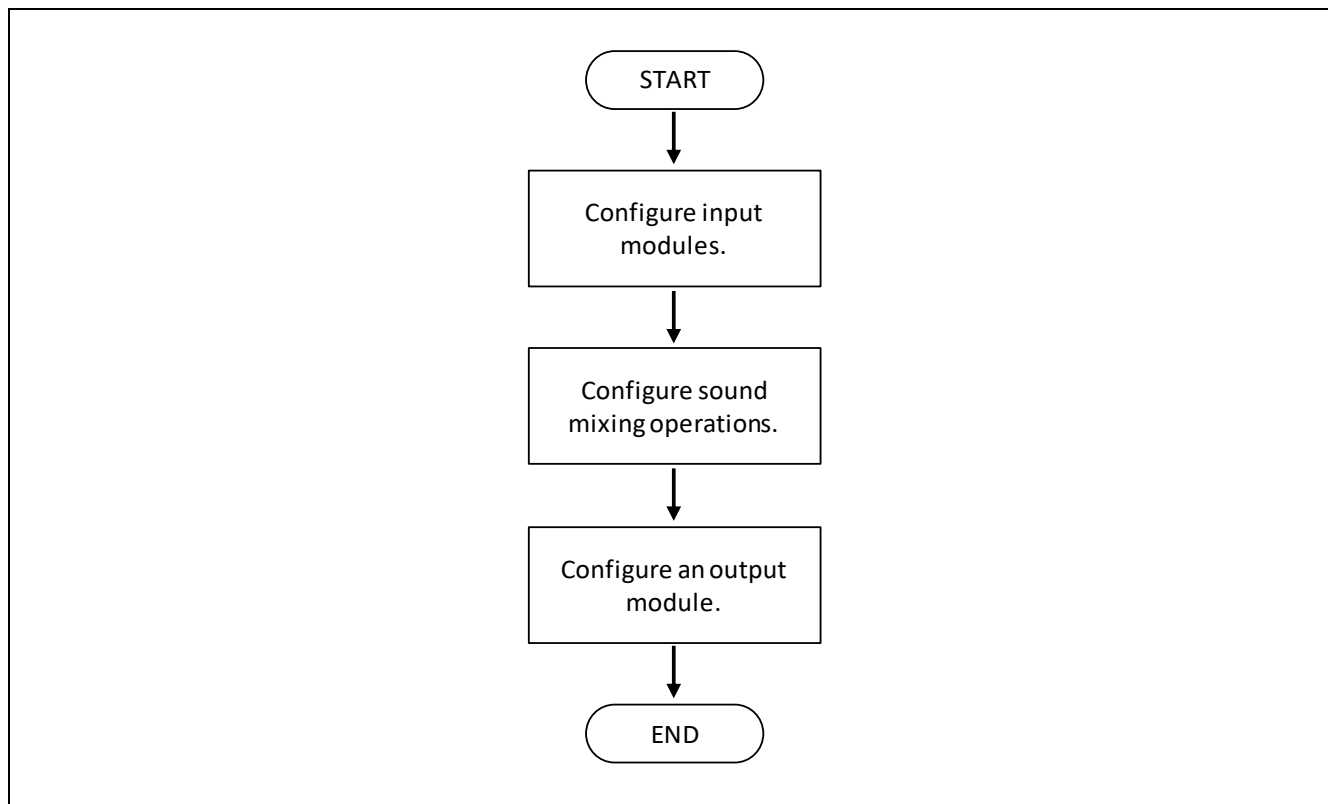 START
Configure input
modules.
Configure sound
mixing operations.
Configure an output
module.
END